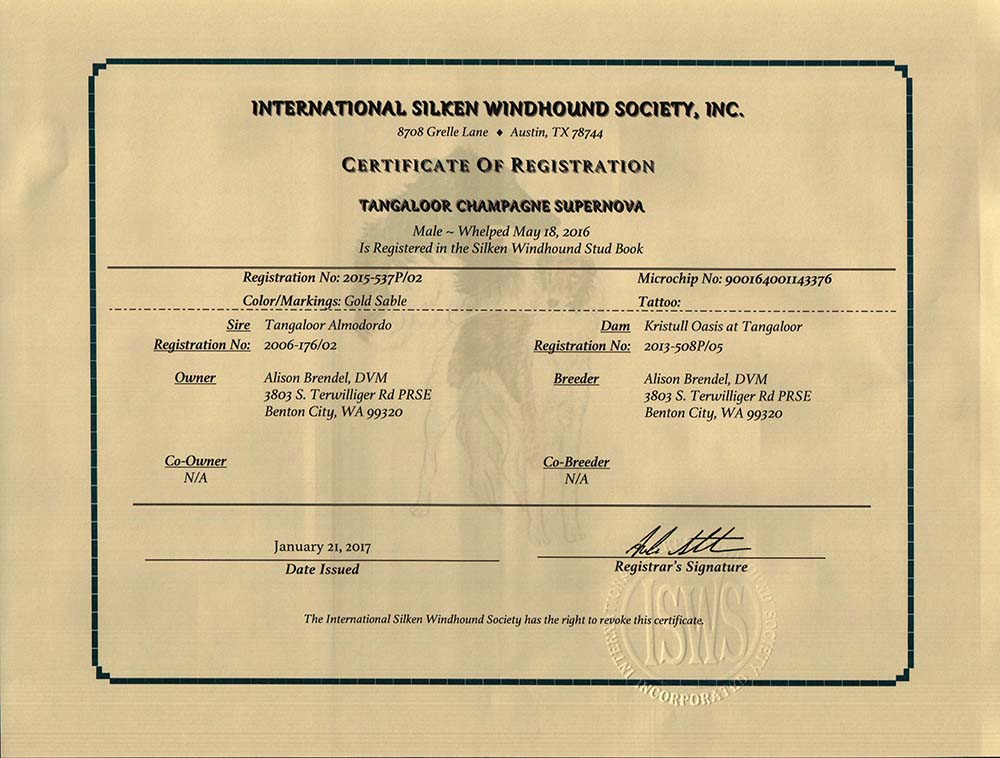 INTERNATIONAL SILKEN WINDHOUND SOCIETY, INC.
8708 Grelle Lane ♦ Austin, TX 78744
CERTIFICATE OF REGISTRATION
TANGALOOR CHAMPAGNE SUPERNOVA
Male ~ Whelped May 18, 2016
Is Registered in the Silken Windhound Stud Book
Registration No: 2015-537P/02 Microchip No: 900164001143376
Color/Markings: Gold Sable Tattoo:
Sire Tangaloor Almodordo Dam Kristull Oasis at Tangaloor
Registration No: 2006-176/02 Registration No: 2013-508P/05
Owner Alison Brendel, DVM Breeder Alison Brendel, DVM
3803 S. Terwilliger Rd PRSE 3803 S. Terwilliger Rd PRSE
Benton City, WA 99320 Benton City, WA 99320
Co-Owner Co-Breeder
N/A N/A
January 21, 2017
Date Issued Registrar's Signature
The International Silken Windhound Society has the right to revoke this certificate.
ISWS
INCORPORATED